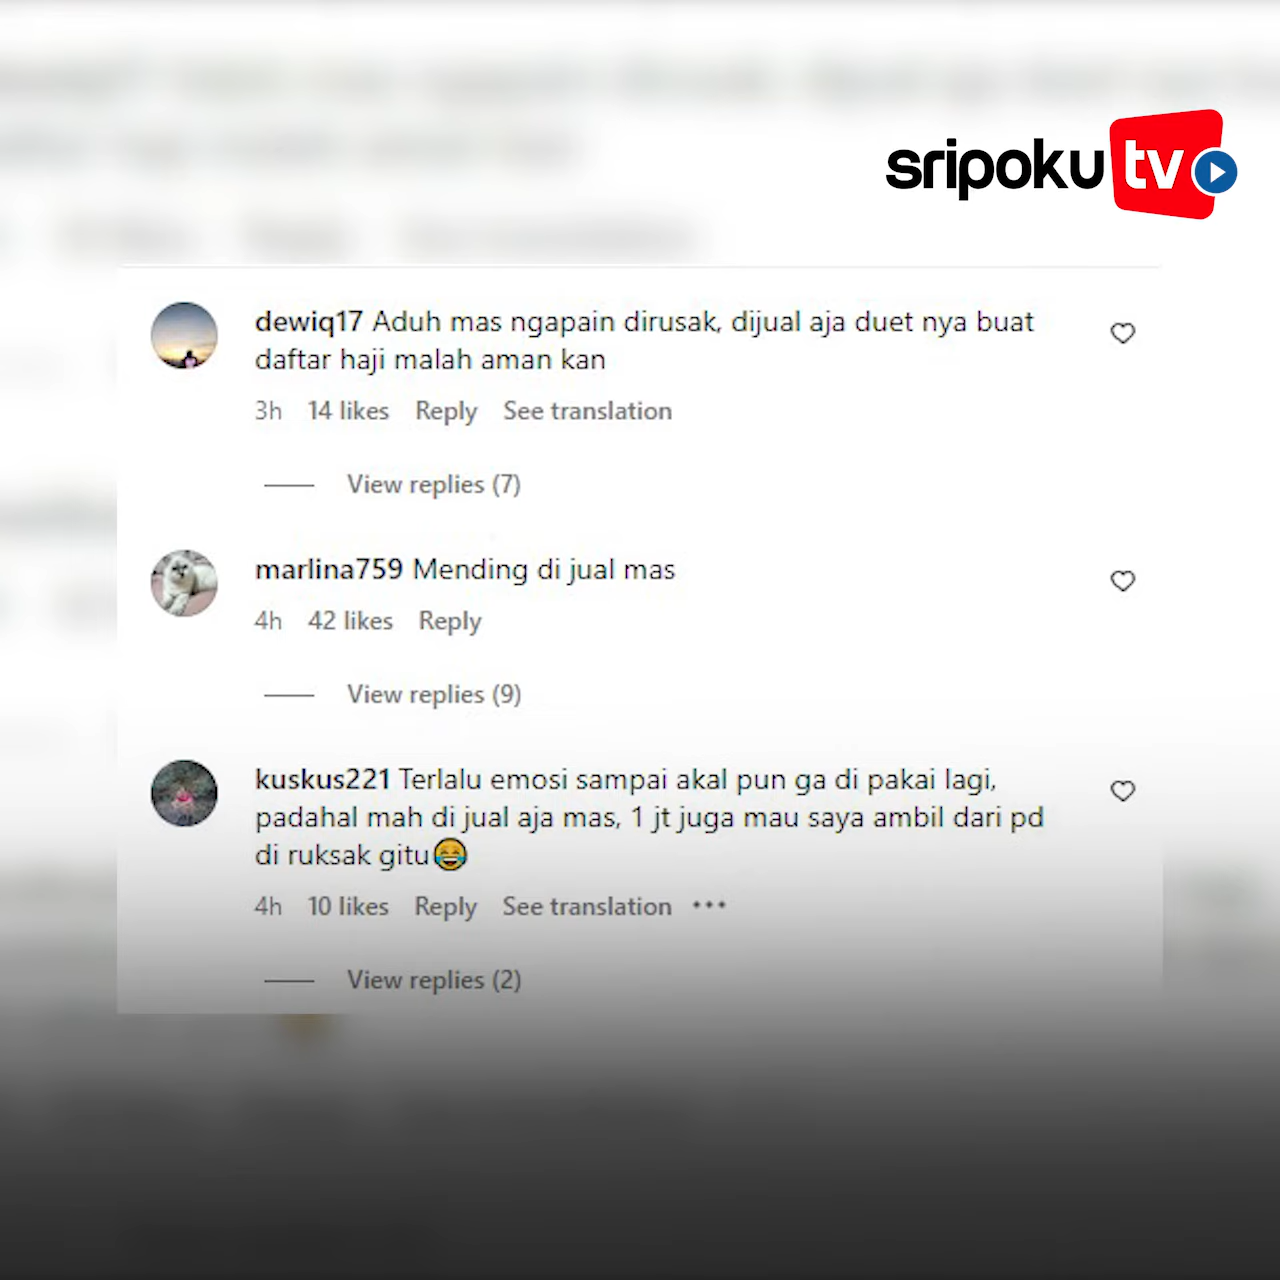 sripoku tv
dewiq17 Aduh mas ngapain dirusak, dijual aja duet nya buat
daftar haji malah aman kan
3h 14 likes Reply See translation
View replies (7)
marlina759 Mending di jual mas
4h 42 likes Reply
View replies (9)
kuskus221 Terlalu emosi sampai akal pun ga di pakai lagi,
padahal mah di jual aja mas, 1 jt juga mau saya ambil dari pd
di ruksak gitu😂
4h 10 likes Reply See translation •••
View replies (2)